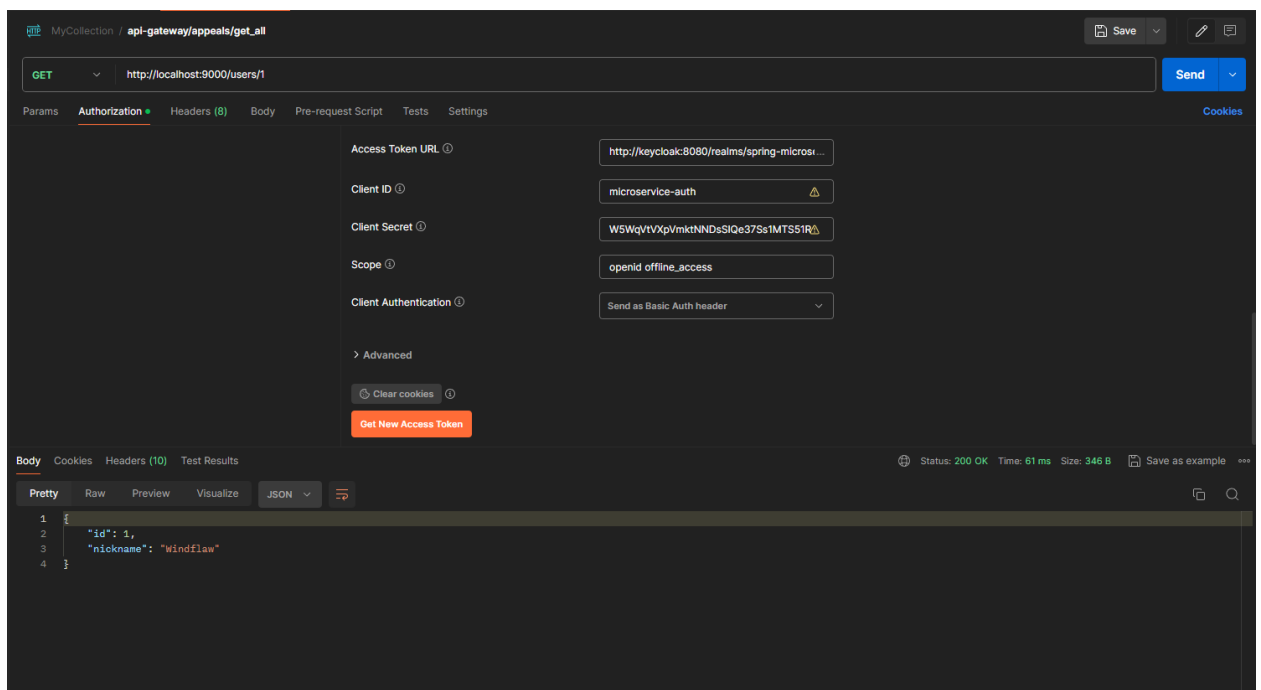 HTTP MyCollection / api-gateway/appeals/get_all Save
GET http://localhost:9000/users/1 Send
Params Authorization Headers (8) Body Pre-request Script Tests Settings Cookies
Access Token URL http://keycloak:8080/realms/spring-micros...
Client ID microservice-auth
Client Secret
Scope openid offline_access
Client Authentication Send as Basic Auth header
Advanced
Clear cookies
Get New Access Token
Body Cookies Headers (10) Test Results Status: 200 OK Time: 61 ms Size: 346 B Save as example
Pretty Raw Preview Visualize JSON
1 {
2 "id": 1,
3 "nickname": "Windflaw"
4 }